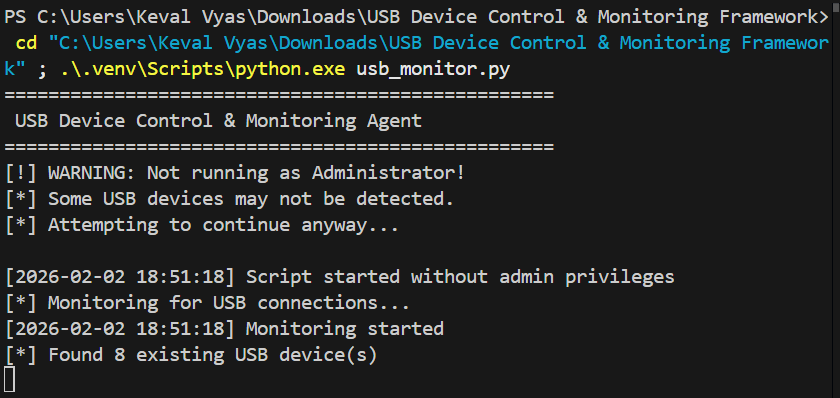 PS C:\Users\Keval Vyas\Downloads\USB Device Control & Monitoring Framework>
 cd "C:\Users\Keval Vyas\Downloads\USB Device Control & Monitoring Framewor
k" ; .\.venv\Scripts\python.exe usb_monitor.py
==================================================
 USB Device Control & Monitoring Agent
==================================================
[!] WARNING: Not running as Administrator!
[*] Some USB devices may not be detected.
[*] Attempting to continue anyway...

[2026-02-02 18:51:18] Script started without admin privileges
[*] Monitoring for USB connections...
[2026-02-02 18:51:18] Monitoring started
[*] Found 8 existing USB device(s)